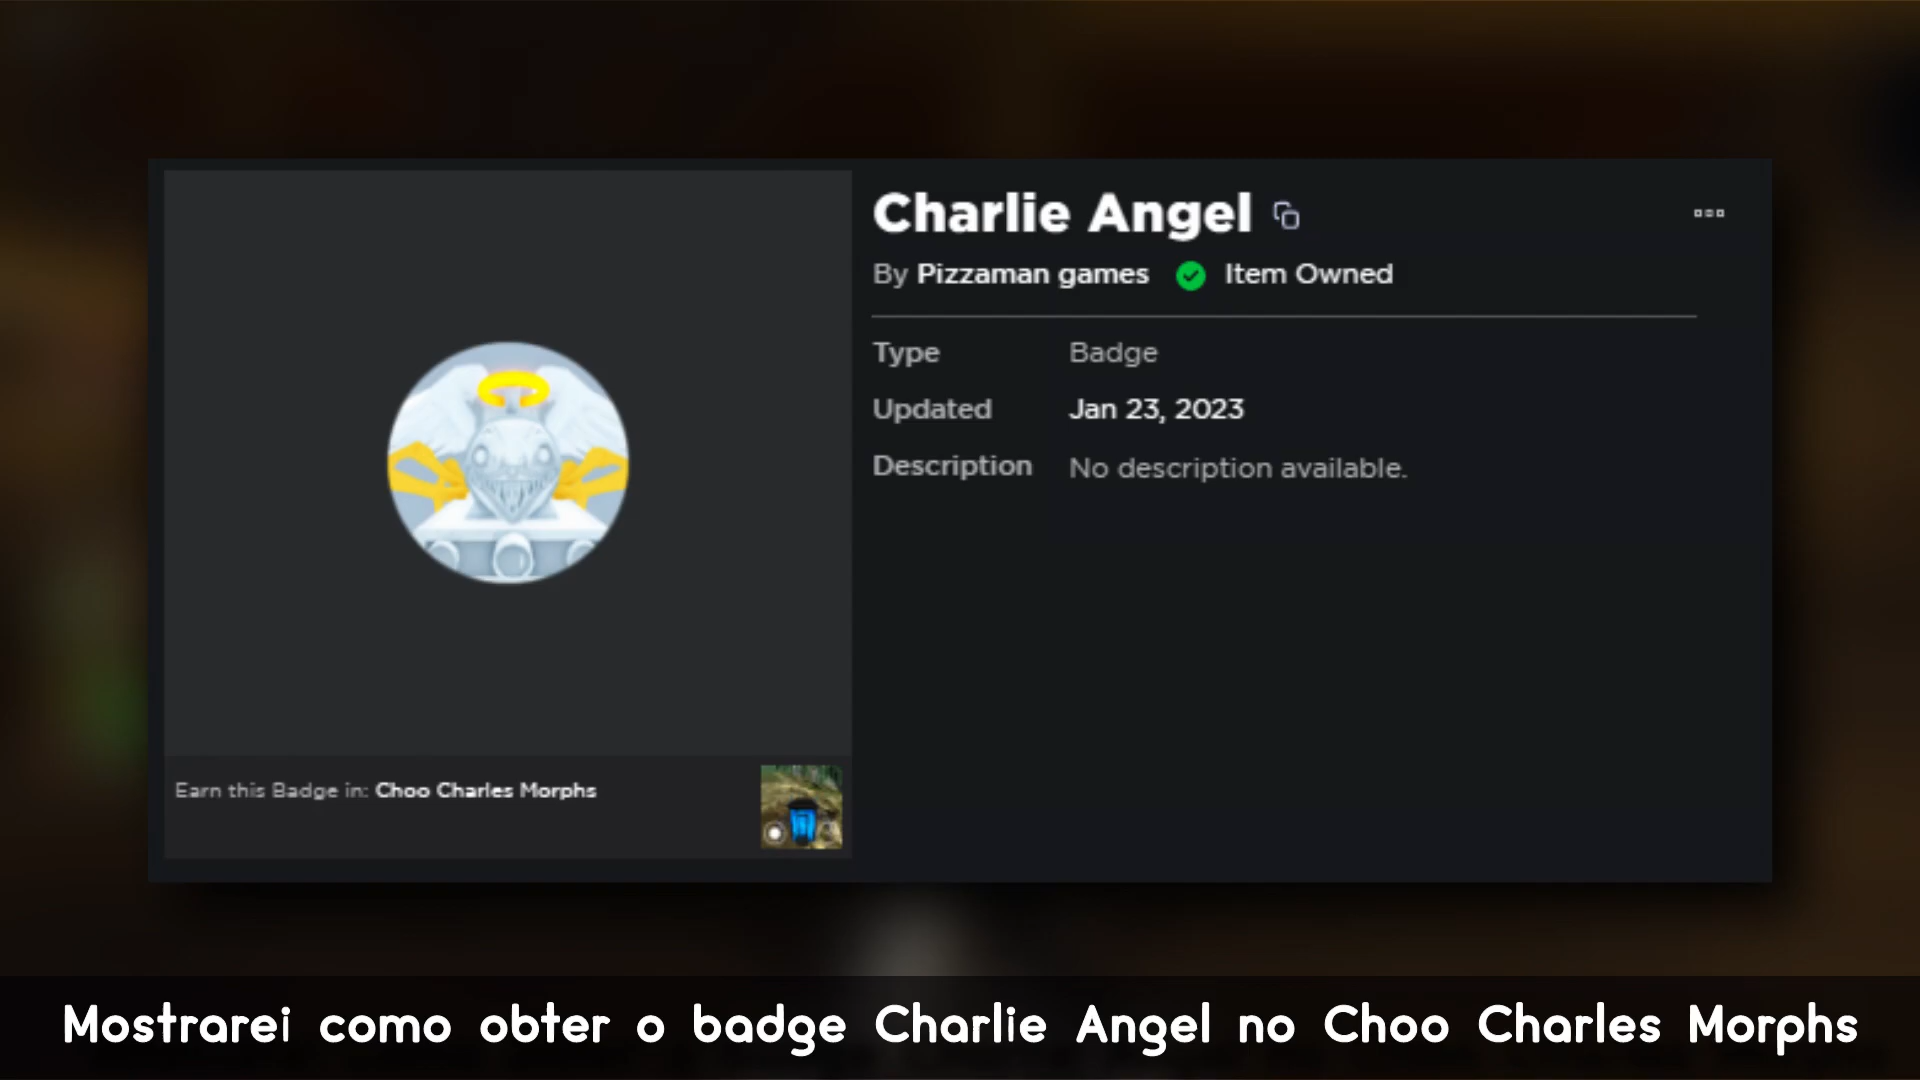 Charlie Angel
By Pizzaman games Item Owned
Type Badge
Updated Jan 23, 2023
Description No description available.
Earn this Badge in: Choo Charles Morphs
Mostrarei como obter o badge Charlie Angel no Choo Charles Morphs